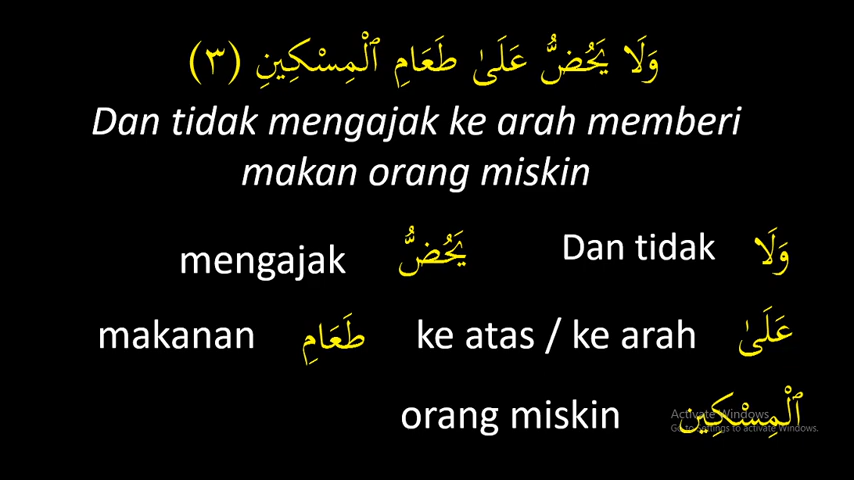 وَلَا يَحُضُّ عَلَىٰ طَعَامِ ٱلْمِسْكِينِ (٣)
Dan tidak mengajak ke arah memberi
makan orang miskin
وَلَا Dan tidak يَحُضُّ mengajak
عَلَىٰ ke atas / ke arah طَعَامِ makanan
ٱلْمِسْكِين orang miskin
Activate Windows
Go to Settings to activate Windows.